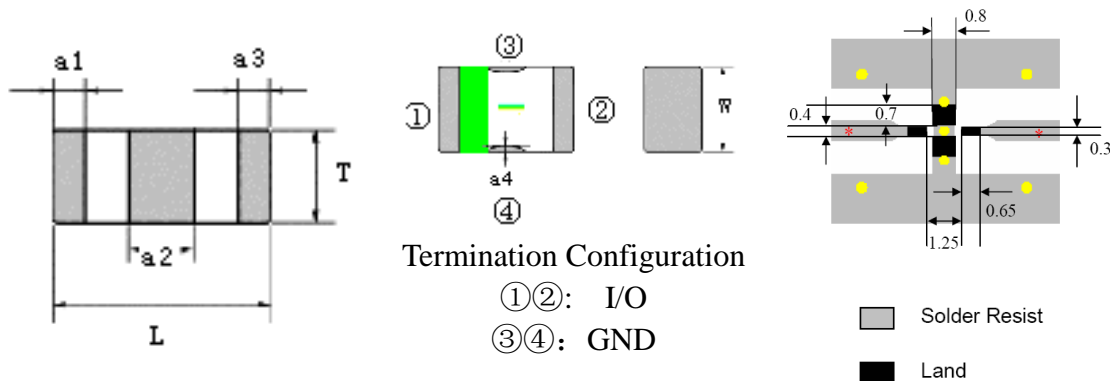 a1
a3
T
a2
L
③
①
②
W
a4
④
Termination Configuration
①②: I/O
③④: GND
0.8
0.4
0.7
*
*
0.3
0.65
1.25
Solder Resist
Land